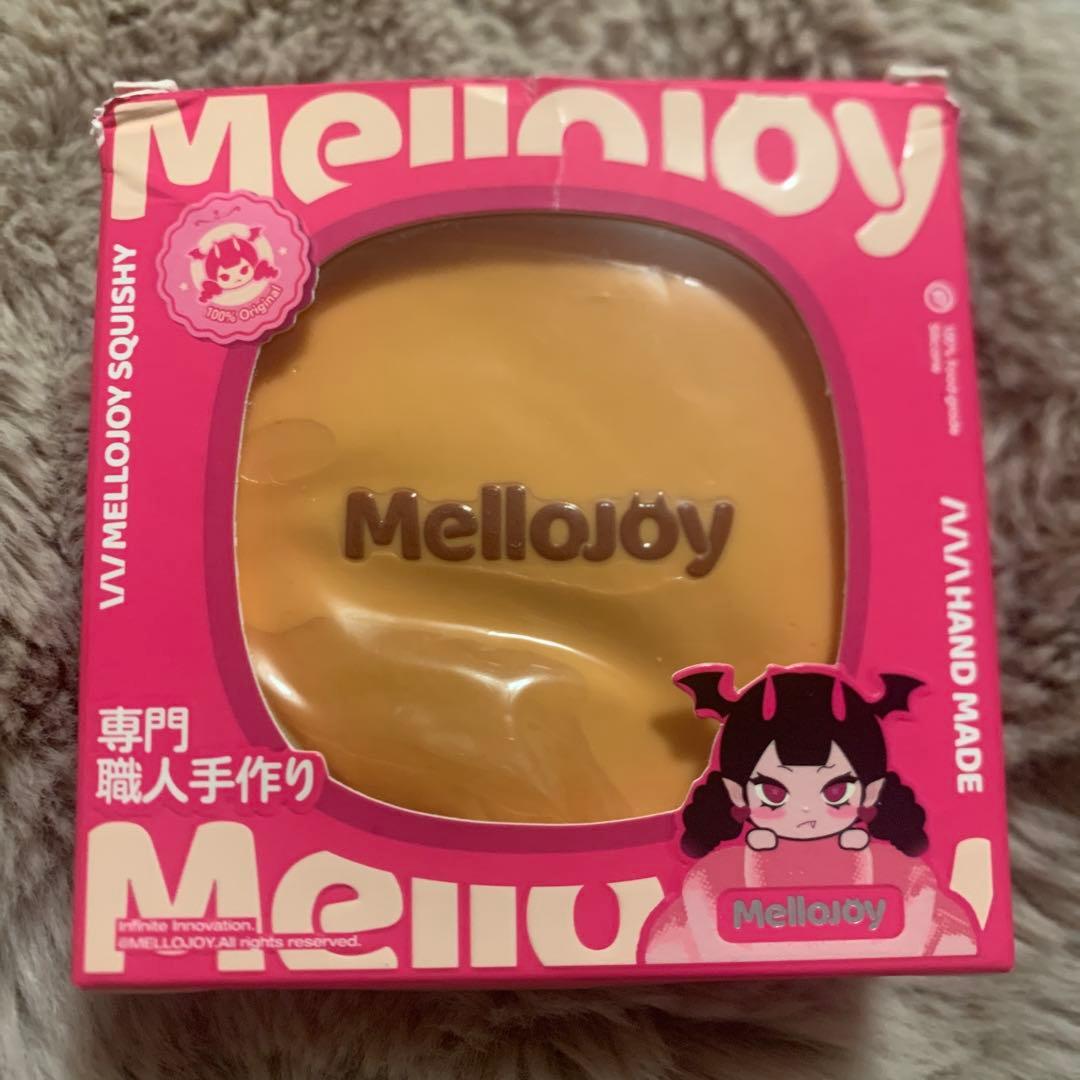 Mellojoy
100% Original
MELLOJOY SQUISHY
100% food-grade
silicone
Mellojoy
HAND MADE
専門
職人手作り
Mello
Infinite Innovation.
@MELLOJOY.All rights reserved.
Mellojoy